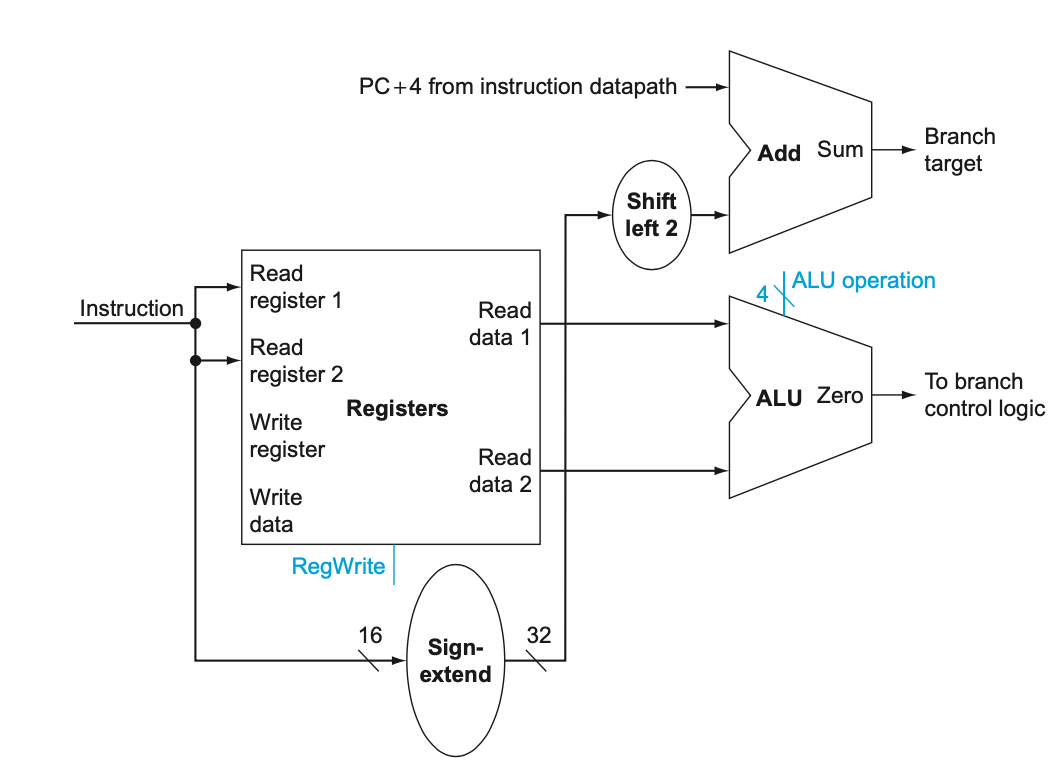 PC+4 from instruction datapath
Add Sum
Branch
target
Shift
left 2
Instruction
Read
register 1
Read
register 2
Write
register
Write
data
Registers
Read
data 1
Read
data 2
RegWrite
4
ALU operation
ALU Zero
To branch
control logic
16
Sign-
extend
32